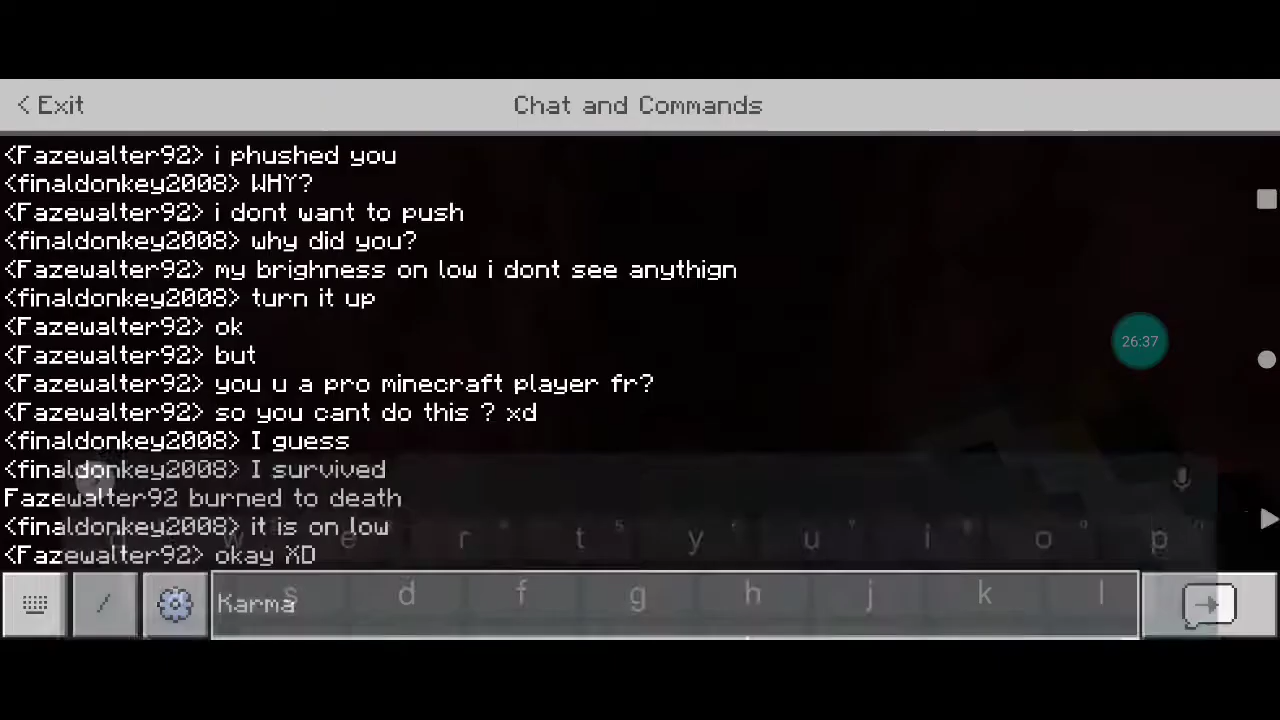 < Exit
Chat and Commands
<Fazewalter92> i phushed you
<finaldonkey2008> WHY?
<Fazewalter92> i dont want to push
<finaldonkey2008> why did you?
<Fazewalter92> my brighness on low i dont see anythign
<finaldonkey2008> turn it up
<Fazewalter92> ok
<Fazewalter92> but
<Fazewalter92> you u a pro minecraft player fr?
<Fazewalter92> so you cant do this ? xd
<finaldonkey2008> I guess
<finaldonkey2008> I survived
Fazewalter92 burned to death
<finaldonkey2008> it is on low
<Fazewalter92> okay XD
26:37
w e r t y u i o p
/ Karma
s d f g h j k l